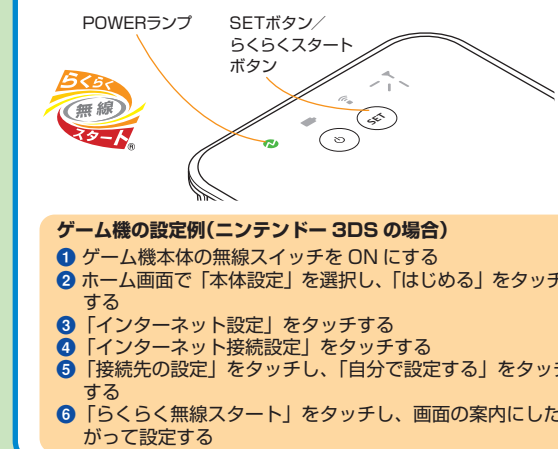 POWERランプ
SETボタン／
らくらくスタート
ボタン
らくらく
無線
スタート®
SET
ゲーム機の設定例（ニンテンドー 3DS の場合）
❶ ゲーム機本体の無線スイッチを ON にする
❷ ホーム画面で「本体設定」を選択し、「はじめる」をタッチ
する
❸「インターネット設定」をタッチする
❹「インターネット接続設定」をタッチする
❺「接続先の設定」をタッチし、「自分で設定する」をタッチ
する
❻「らくらく無線スタート」をタッチし、画面の案内にした
がって設定する